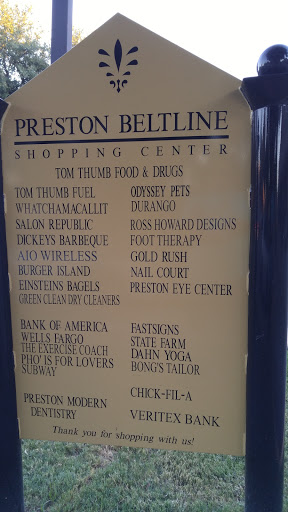 PRESTON BELTLINE
SHOPPING CENTER
TOM THUMB FOOD & DRUGS
TOM THUMB FUEL
WHATCHAMACALLIT
SALON REPUBLIC
DICKEYS BARBEQUE
AIO WIRELESS
BURGER ISLAND
EINSTEINS BAGELS
GREEN CLEAN DRY CLEANERS
ODYSSEY PETS
DURANGO
ROSS HOWARD DESIGNS
FOOT THERAPY
GOLD RUSH
NAIL COURT
PRESTON EYE CENTER
BANK OF AMERICA
WELLS FARGO
THE EXERCISE COACH
PHO' IS FOR LOVERS
SUBWAY
FASTSIGNS
STATE FARM
DAHN YOGA
BONG'S TAILOR
PRESTON MODERN
DENTISTRY
CHICK-FIL-A
VERITEX BANK
Thank you for shopping with us!